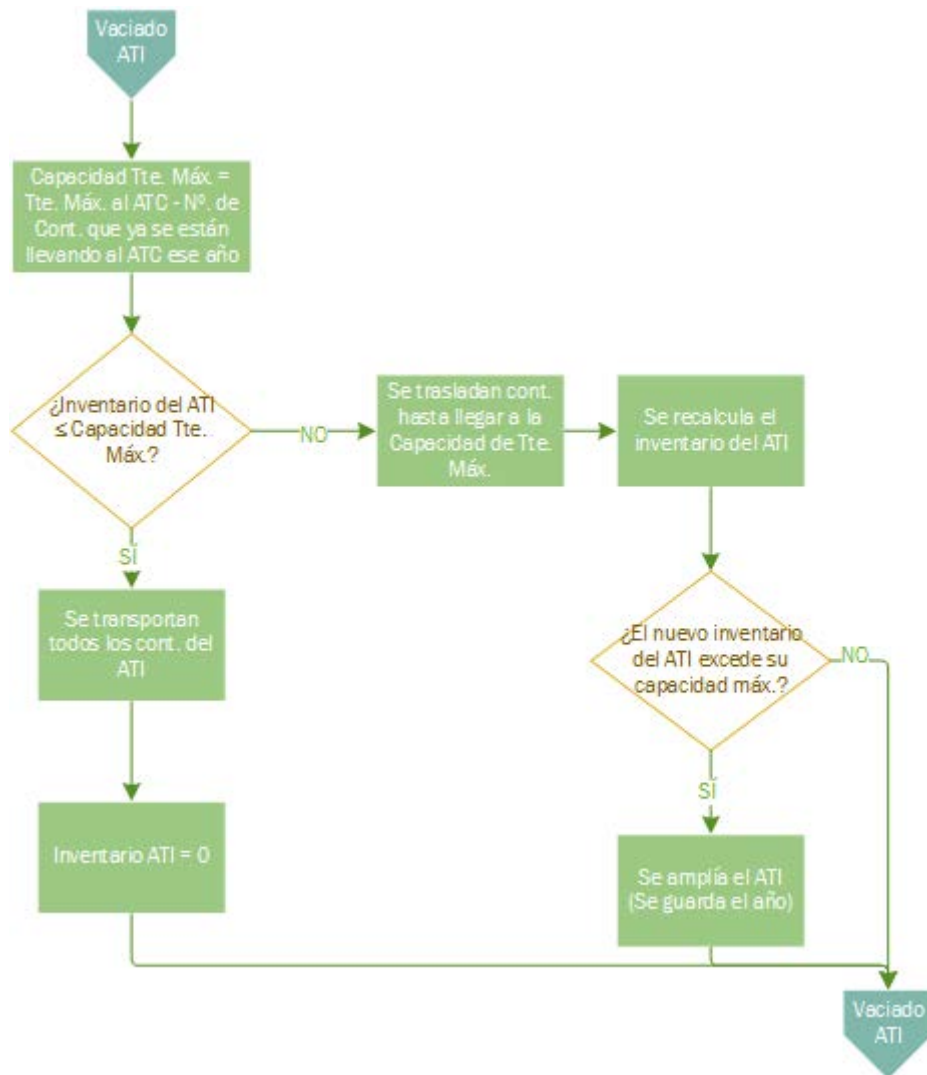 Vaciado
ATI
Capacidad Tte. Máx. =
Tte. Máx. al ATC - Nº. de
Cont. que ya se están
llevando al ATC ese año
¿Inventario del ATI
≤ Capacidad Tte.
Máx.?
NO
Se trasladan cont.
hasta llegar a la
Capacidad de Tte.
Máx.
Se recalcula el
inventario del ATI
SÍ
Se transportan
todos los cont. del
ATI
Inventario ATI = 0
¿El nuevo inventario
del ATI excede su
capacidad máx.?
NO
SÍ
Se amplía el ATI
(Se guarda el año)
Vaciado
ATI